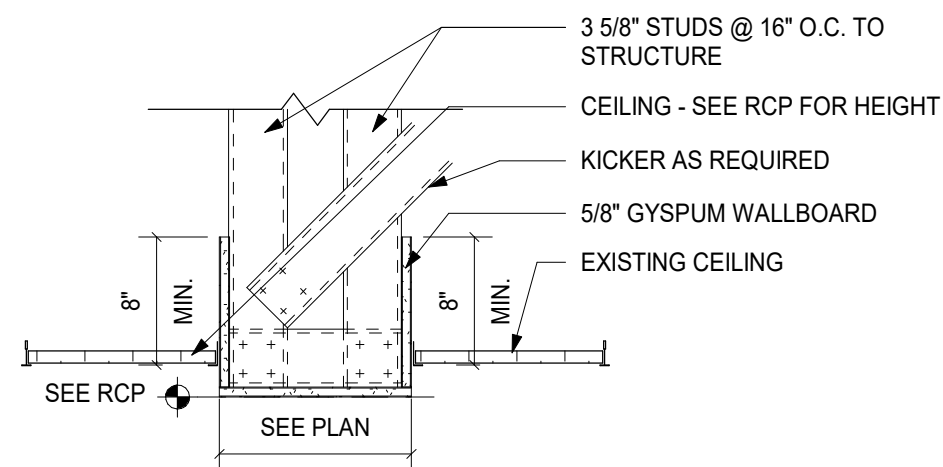 3 5/8" STUDS @ 16" O.C. TO
STRUCTURE
CEILING - SEE RCP FOR HEIGHT
KICKER AS REQUIRED
5/8" GYSPUM WALLBOARD
EXISTING CEILING
8"
MIN.
8"
MIN.
SEE RCP
SEE PLAN